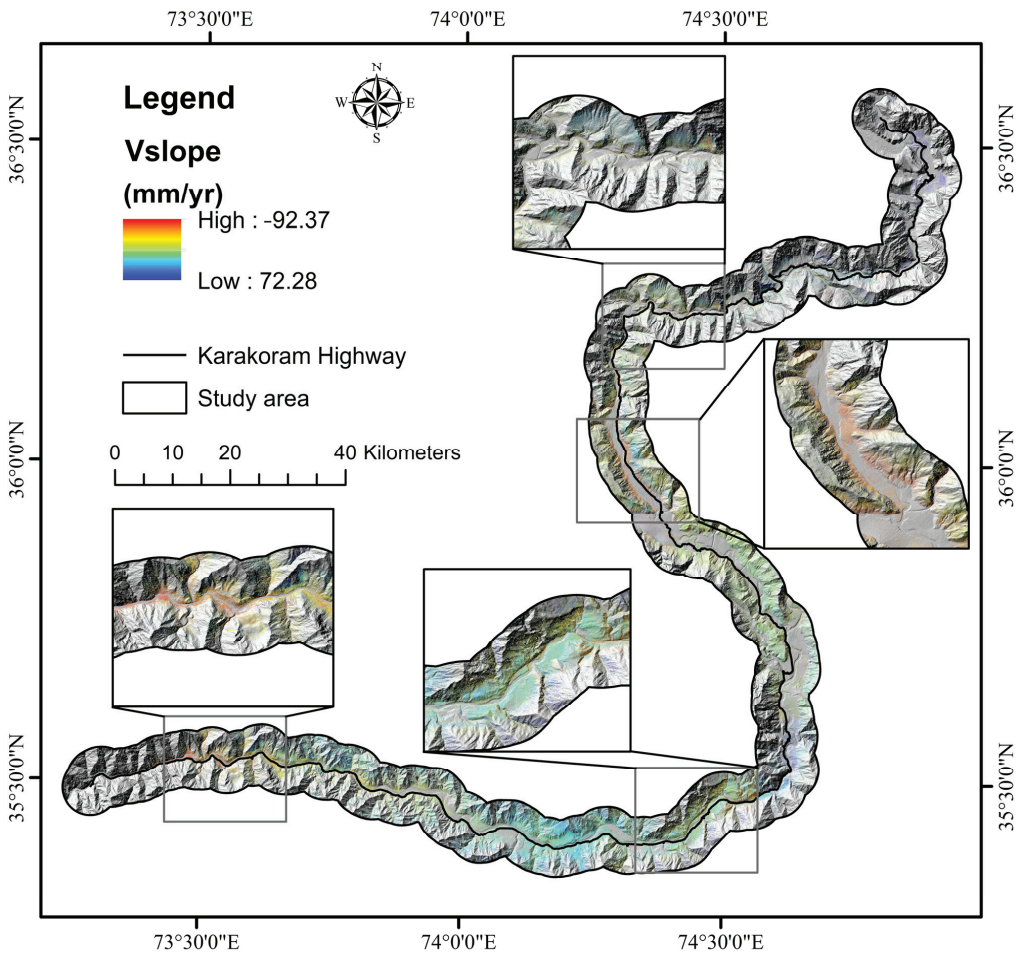 73°30'0"E 74°0'0"E 74°30'0"E
Legend
Vslope
(mm/yr)
High : -92.37
Low : 72.28
Karakoram Highway
Study area
0 10 20 40 Kilometers
N
W E
S
36°30'0"N
36°0'0"N
35°30'0"N
36°30'0"N
36°0'0"N
35°30'0"N
73°30'0"E 74°0'0"E 74°30'0"E